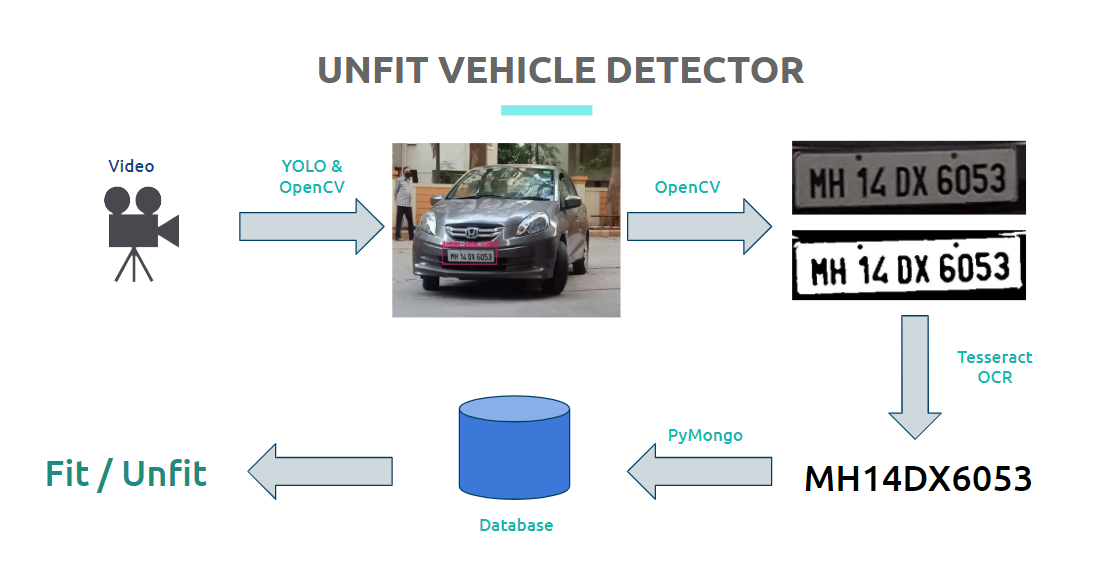 UNFIT VEHICLE DETECTOR
Video
YOLO &
OpenCV
MH 14 DX 6053
OpenCV
MH 14 DX 6053
MH 14 DX 6053
Tesseract
OCR
MH14DX6053
PyMongo
Database
Fit / Unfit